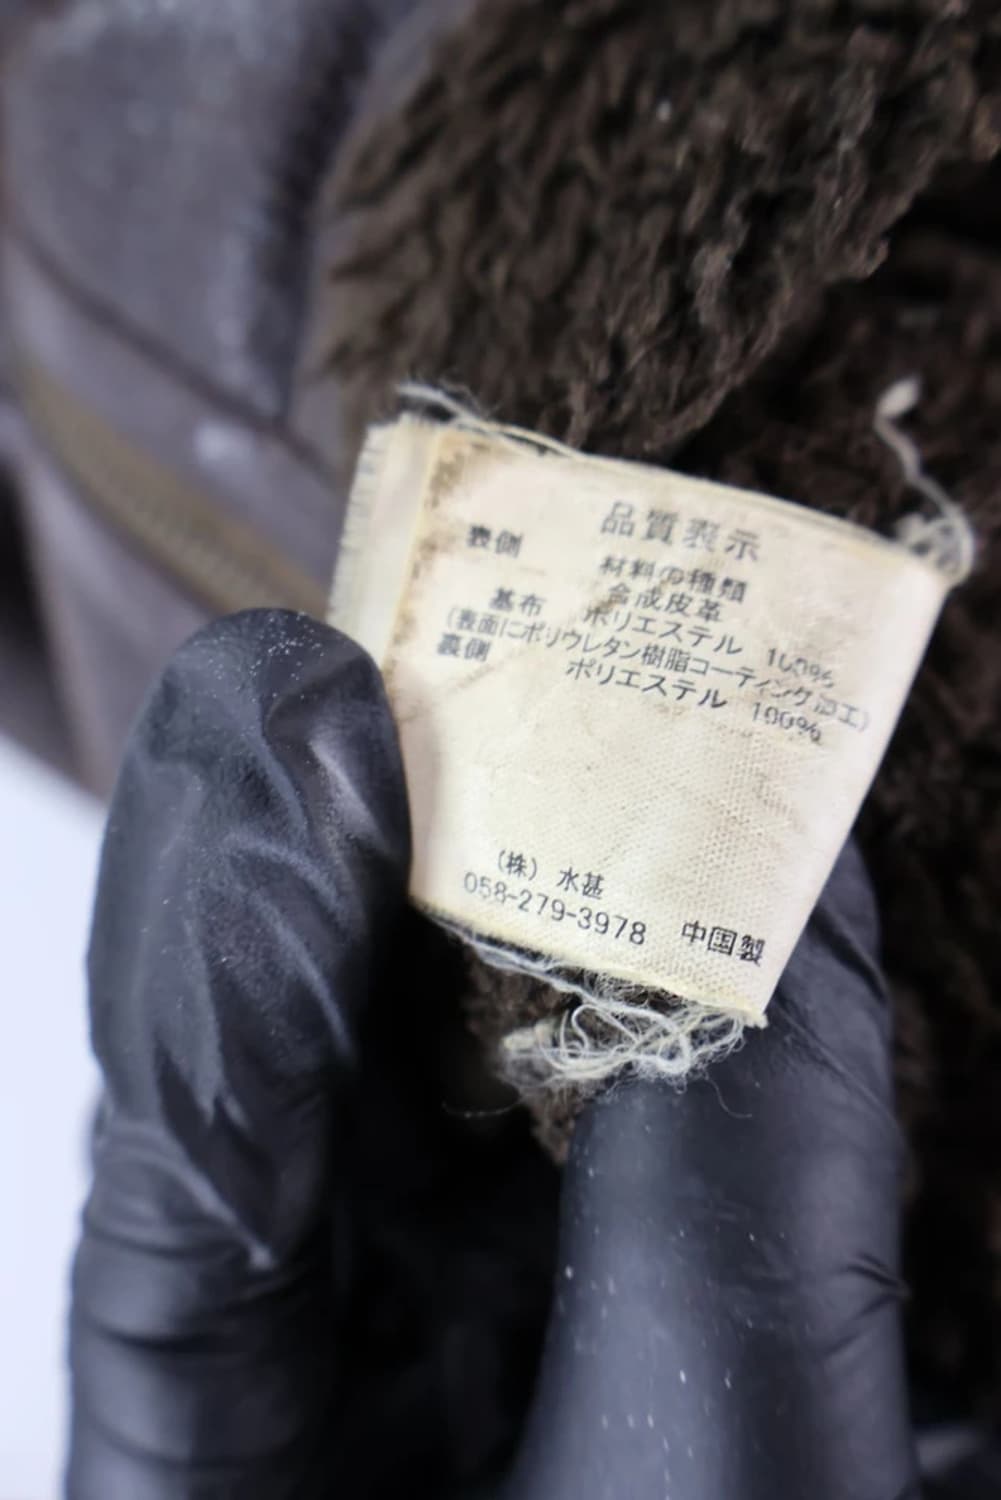 品質表示
表側 材料の種類
合成皮革
基布 ポリエステル 100%
(表面にポリウレタン樹脂コーティング加工)
裏側 ポリエステル 100%
(株) 水甚
058-279-3978 中国製